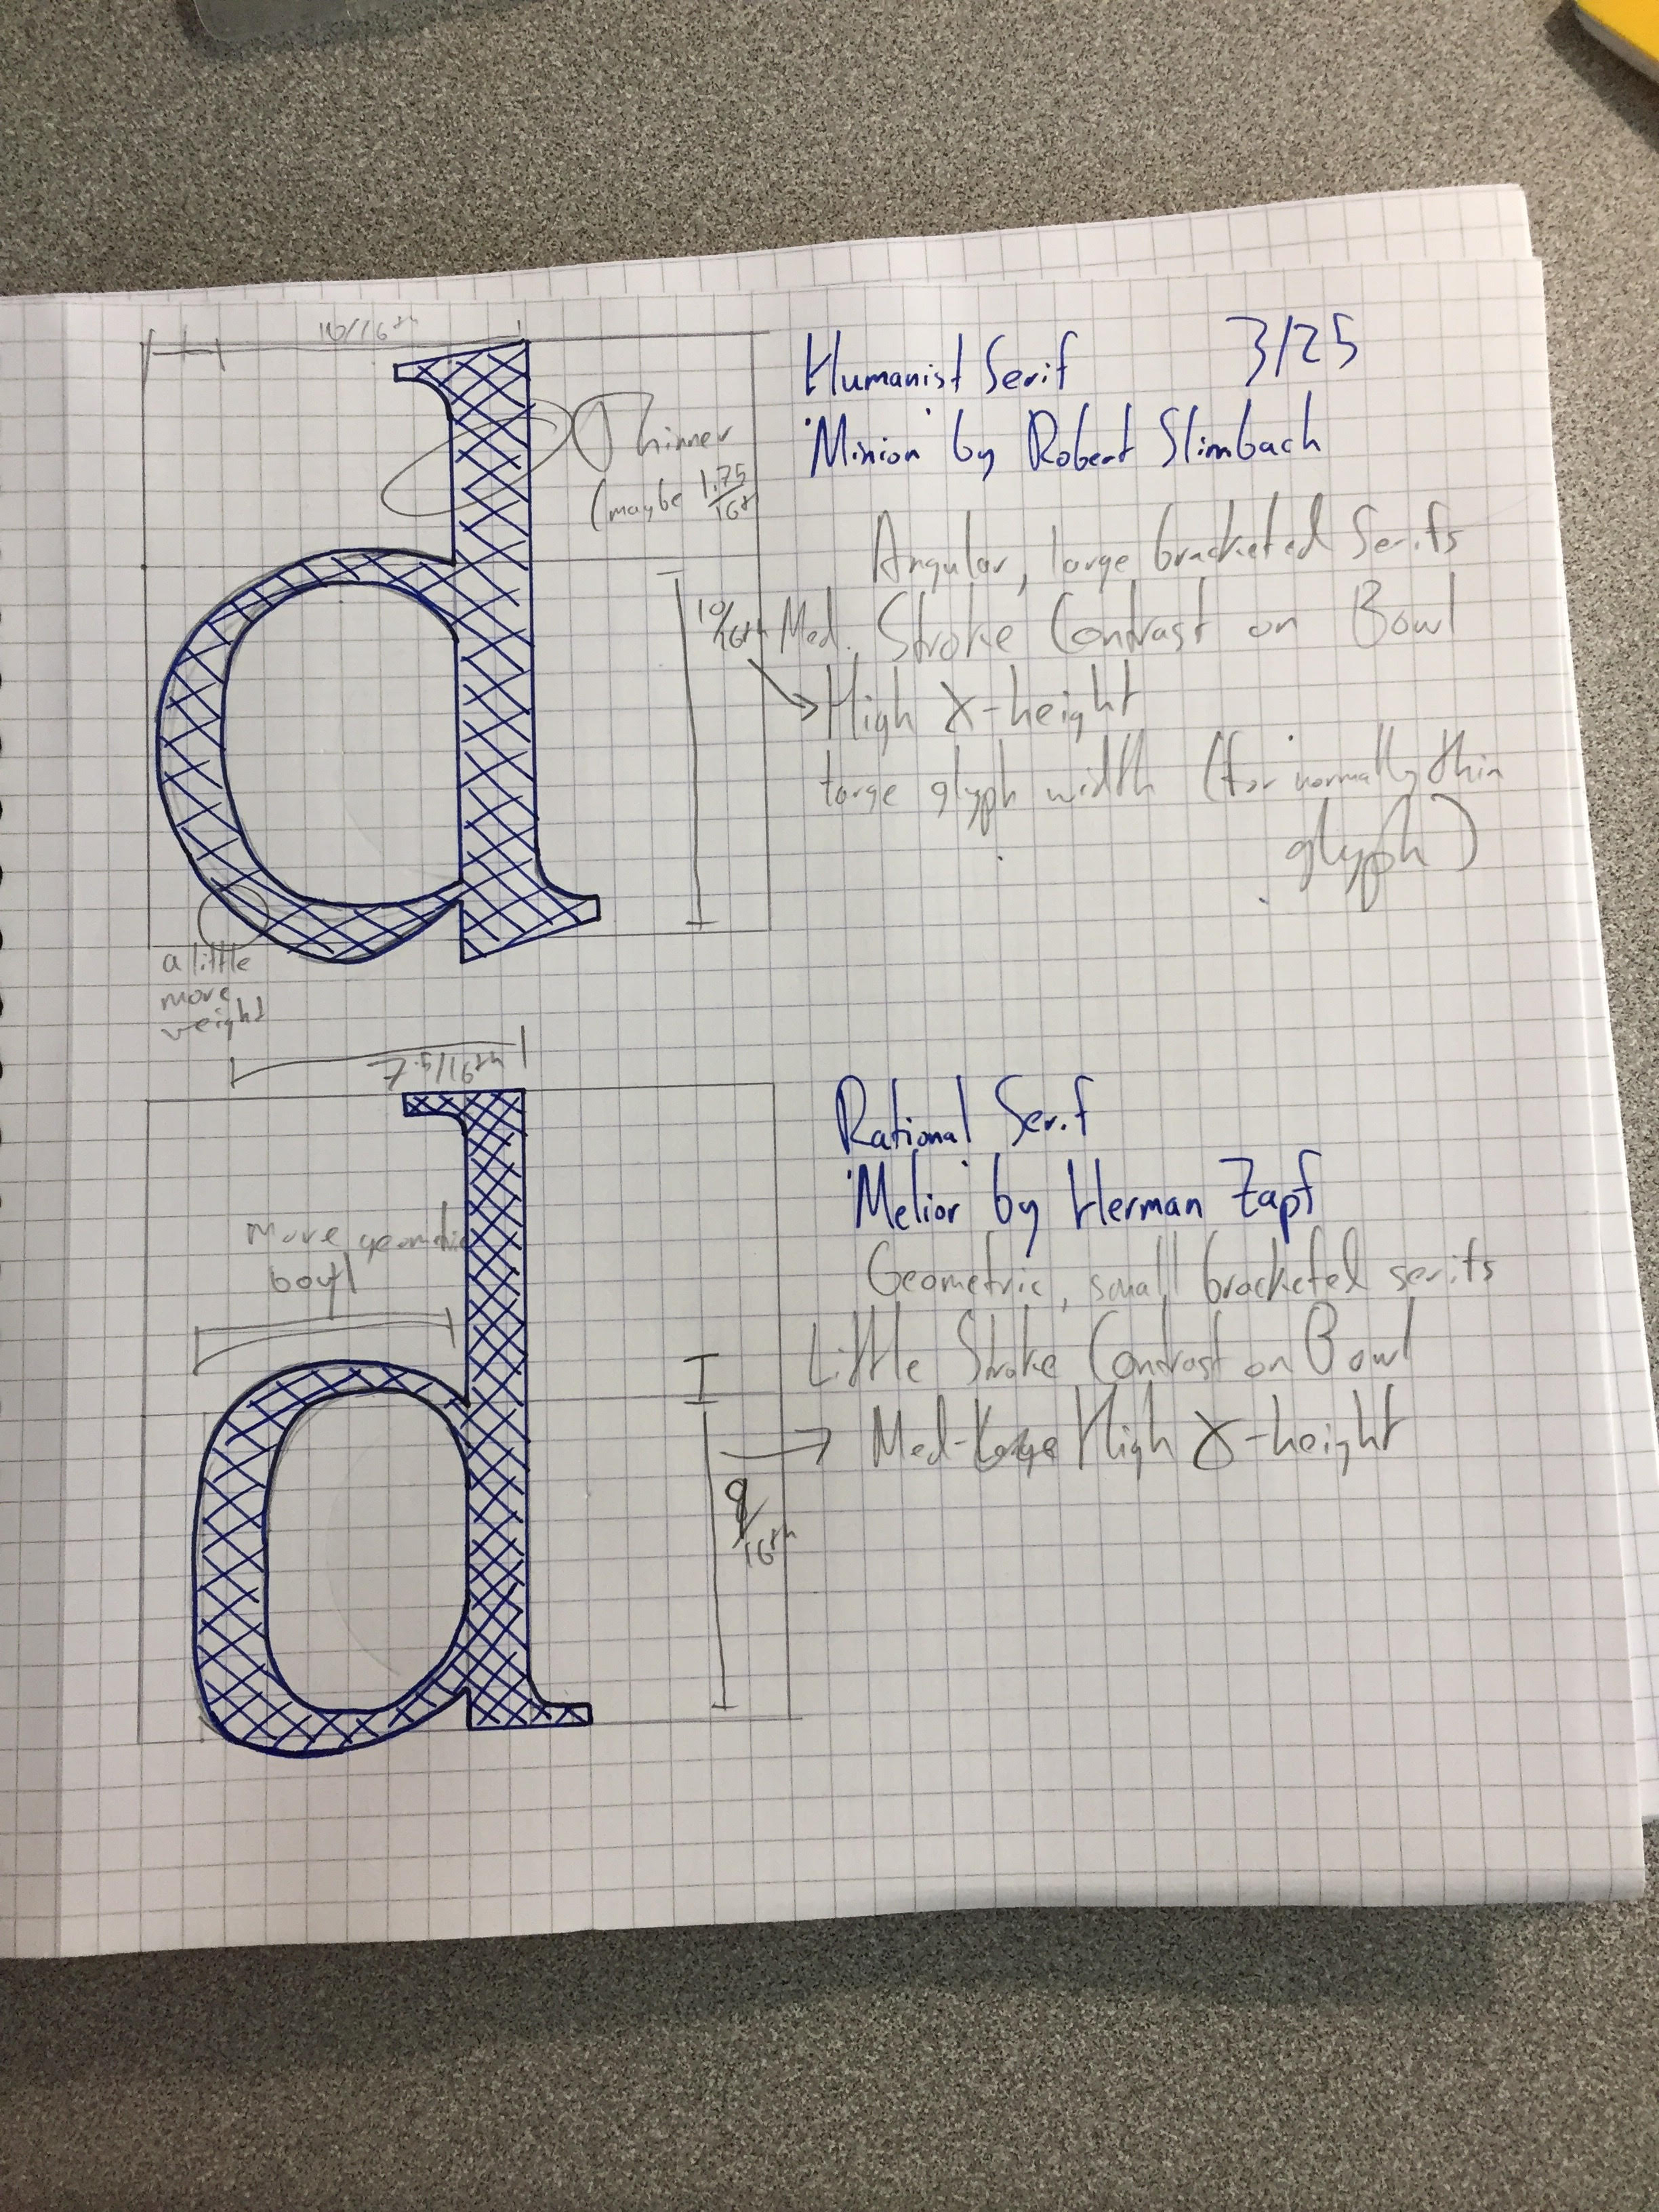 10/16th
Humanist Serif 3/25
'Minion' by Robert Slimbach
Thinner
(maybe 1.75/16th
Angular, large bracketed Serifs
10/16th Med. Stroke Contrast on Bowl
High X-height
Large glyph width (for normally thin
glyph)
a little
more
weight
7.5/16th
Rational Serif
'Melior' by Herman Zapf
More geometric
bowl
Geometric, small bracketed serifs
Little Stroke Contrast on Bowl
Med- High X-height
9/16th
d
d